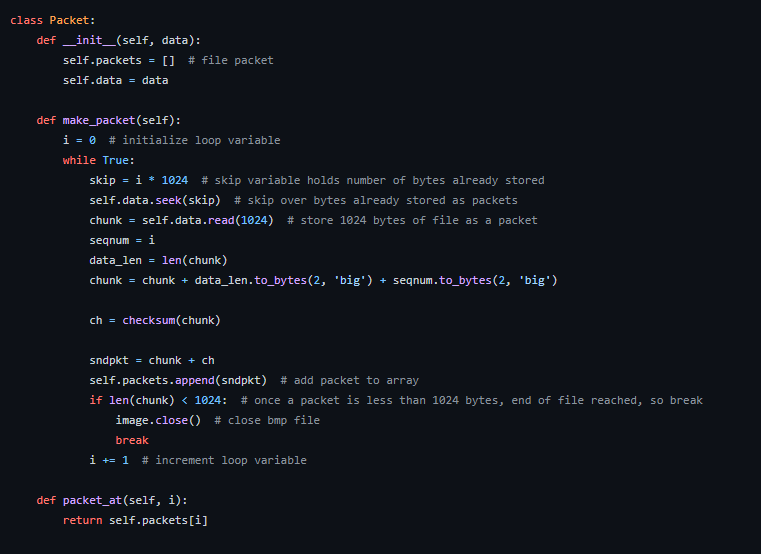 class Packet:
    def __init__(self, data):
        self.packets = []  # file packet
        self.data = data

    def make_packet(self):
        i = 0  # initialize loop variable
        while True:
            skip = i * 1024  # skip variable holds number of bytes already stored
            self.data.seek(skip)  # skip over bytes already stored as packets
            chunk = self.data.read(1024)  # store 1024 bytes of file as a packet
            seqnum = i
            data_len = len(chunk)
            chunk = chunk + data_len.to_bytes(2, 'big') + seqnum.to_bytes(2, 'big')

            ch = checksum(chunk)

            sndpkt = chunk + ch
            self.packets.append(sndpkt)  # add packet to array
            if len(chunk) < 1024:  # once a packet is less than 1024 bytes, end of file reached, so break
                image.close()  # close bmp file
                break
            i += 1  # increment loop variable

    def packet_at(self, i):
        return self.packets[i]